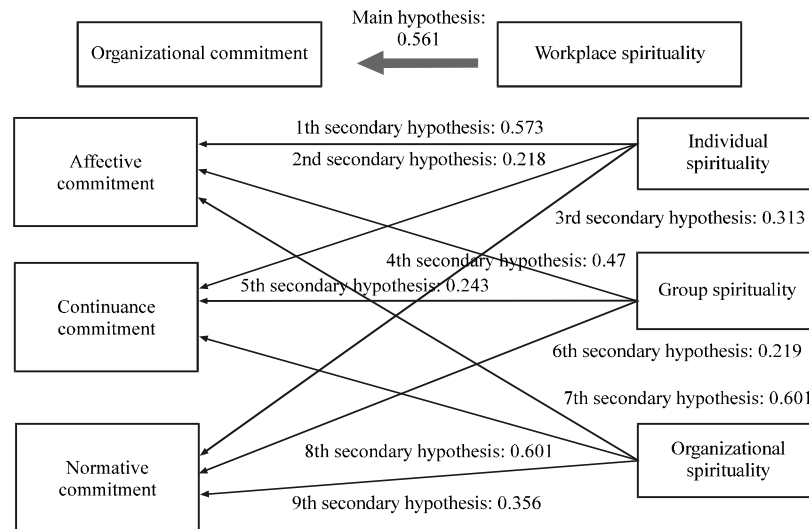 Main hypothesis:
0.561
Organizational commitment
Workplace spirituality
1th secondary hypothesis: 0.573
Affective
commitment
2nd secondary hypothesis: 0.218
Individual
spirituality
3rd secondary hypothesis: 0.313
4th secondary hypothesis: 0.47
Continuance
commitment
5th secondary hypothesis: 0.243
Group spirituality
6th secondary hypothesis: 0.219
7th secondary hypothesis: 0.601
Normative
commitment
8th secondary hypothesis: 0.601
Organizational
spirituality
9th secondary hypothesis: 0.356